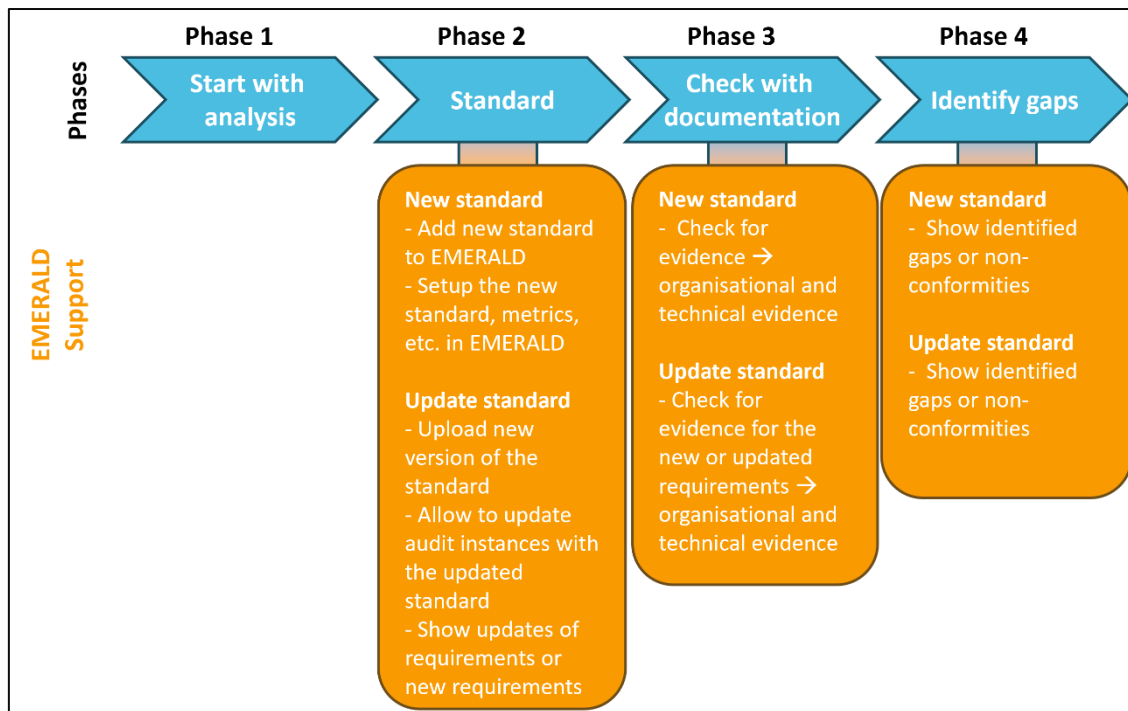 Phase 1
Phase 2
Phase 3
Phase 4
Phases
Start with
analysis
Standard
Check with
documentation
Identify gaps
EMERALD
Support
New standard
- Add new standard
to EMERALD
- Setup the new
standard, metrics,
etc. in EMERALD
Update standard
- Upload new
version of the
standard
- Allow to update
audit instances with
the updated
standard
- Show updates of
requirements or
new requirements
New standard
- Check for
evidence →
organisational and
technical evidence
Update standard
- Check for
evidence for the
new or updated
requirements →
organisational and
technical evidence
New standard
- Show identified
gaps or non-
conformities
Update standard
- Show identified
gaps or non-
conformities